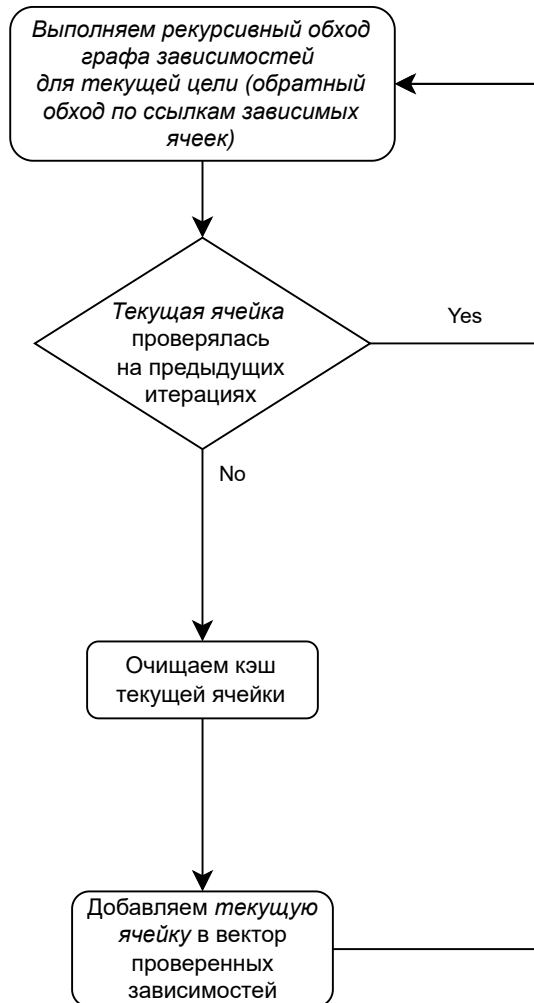 Выполняем рекурсивный обход
графа зависимостей
для текущей цели (обратный
обход по ссылкам зависимых
ячеек)
Текущая ячейка
проверялась
на предыдущих
итерациях
Yes
No
Очищаем кэш
текущей ячейки
Добавляем текущую
ячейку в вектор
проверенных
зависимостей